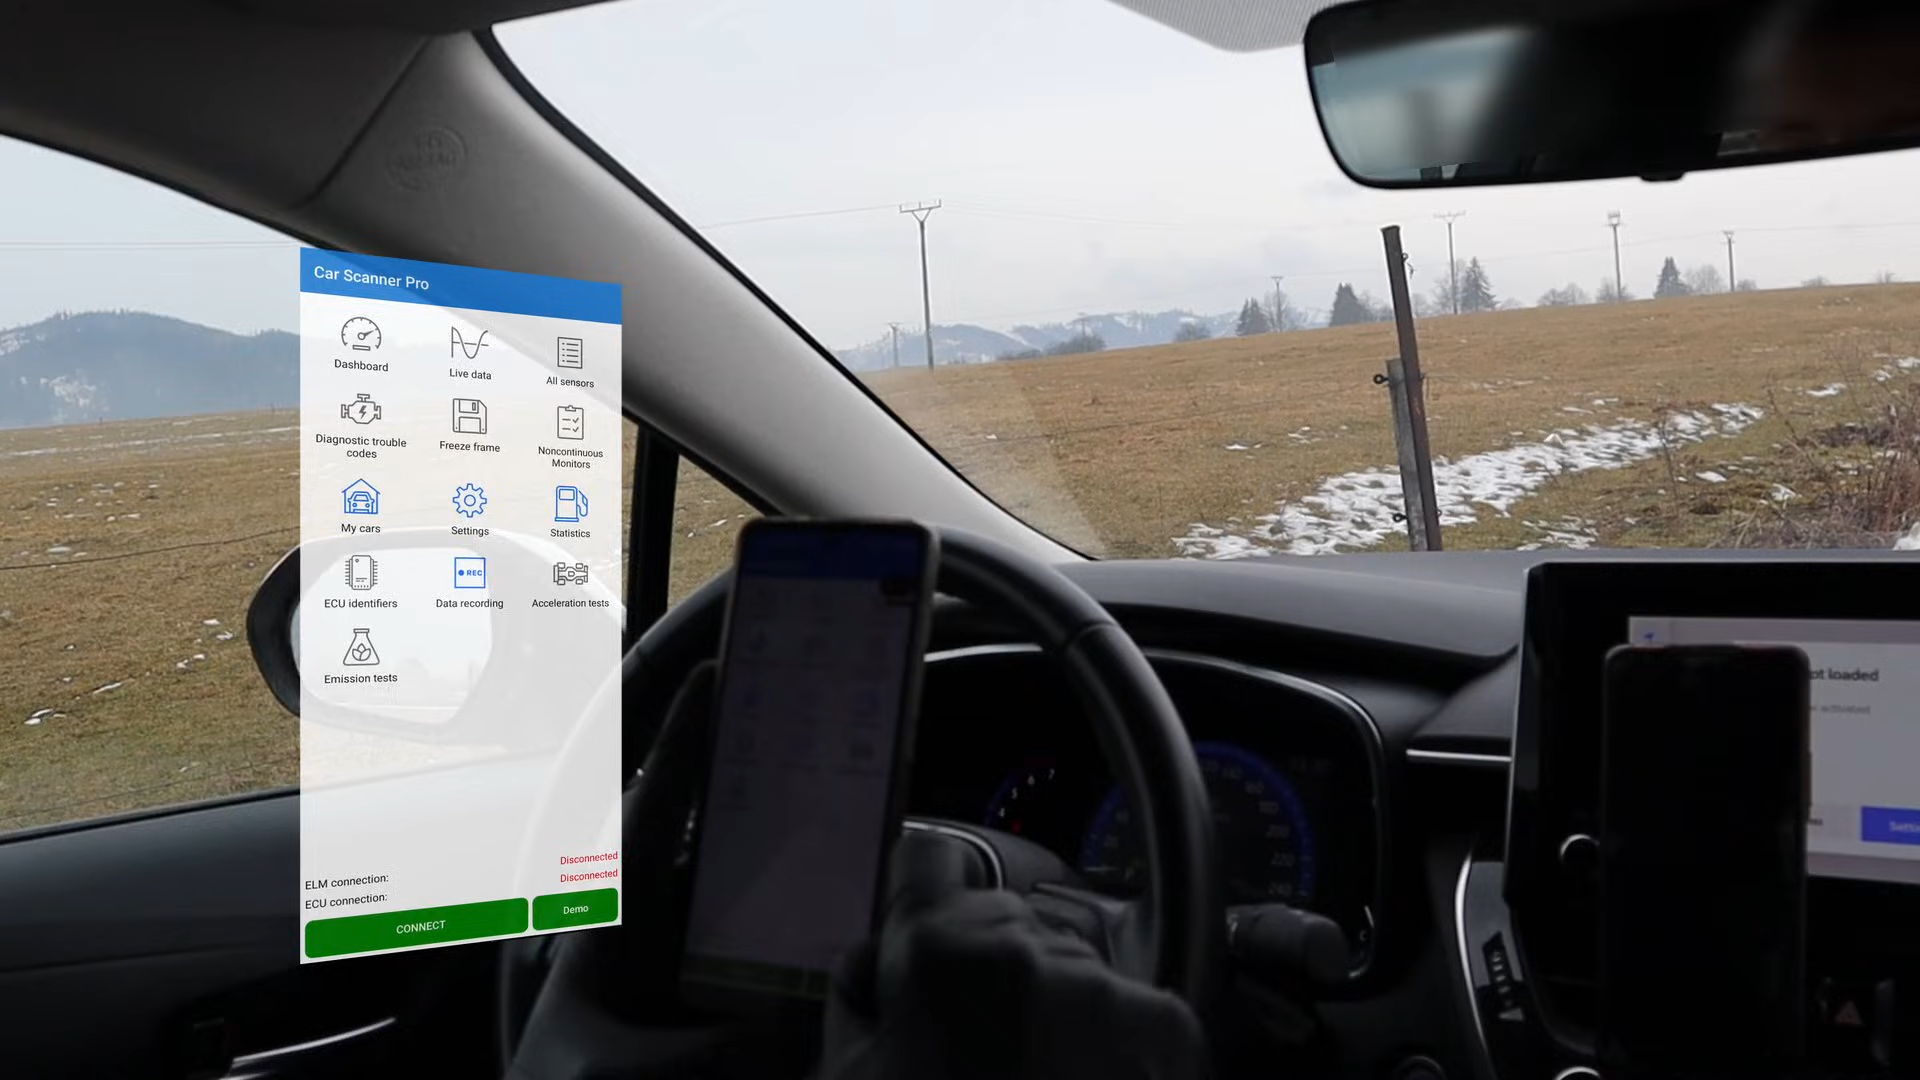 Car Scanner Pro
Dashboard
Live data
All sensors
Diagnostic trouble
codes
Freeze frame
Noncontinuous
Monitors
My cars
Settings
Statistics
ECU identifiers
REC
Data recording
Acceleration tests
Emission tests
ELM connection:
Disconnected
ECU connection:
Disconnected
CONNECT
Demo
loaded
activated